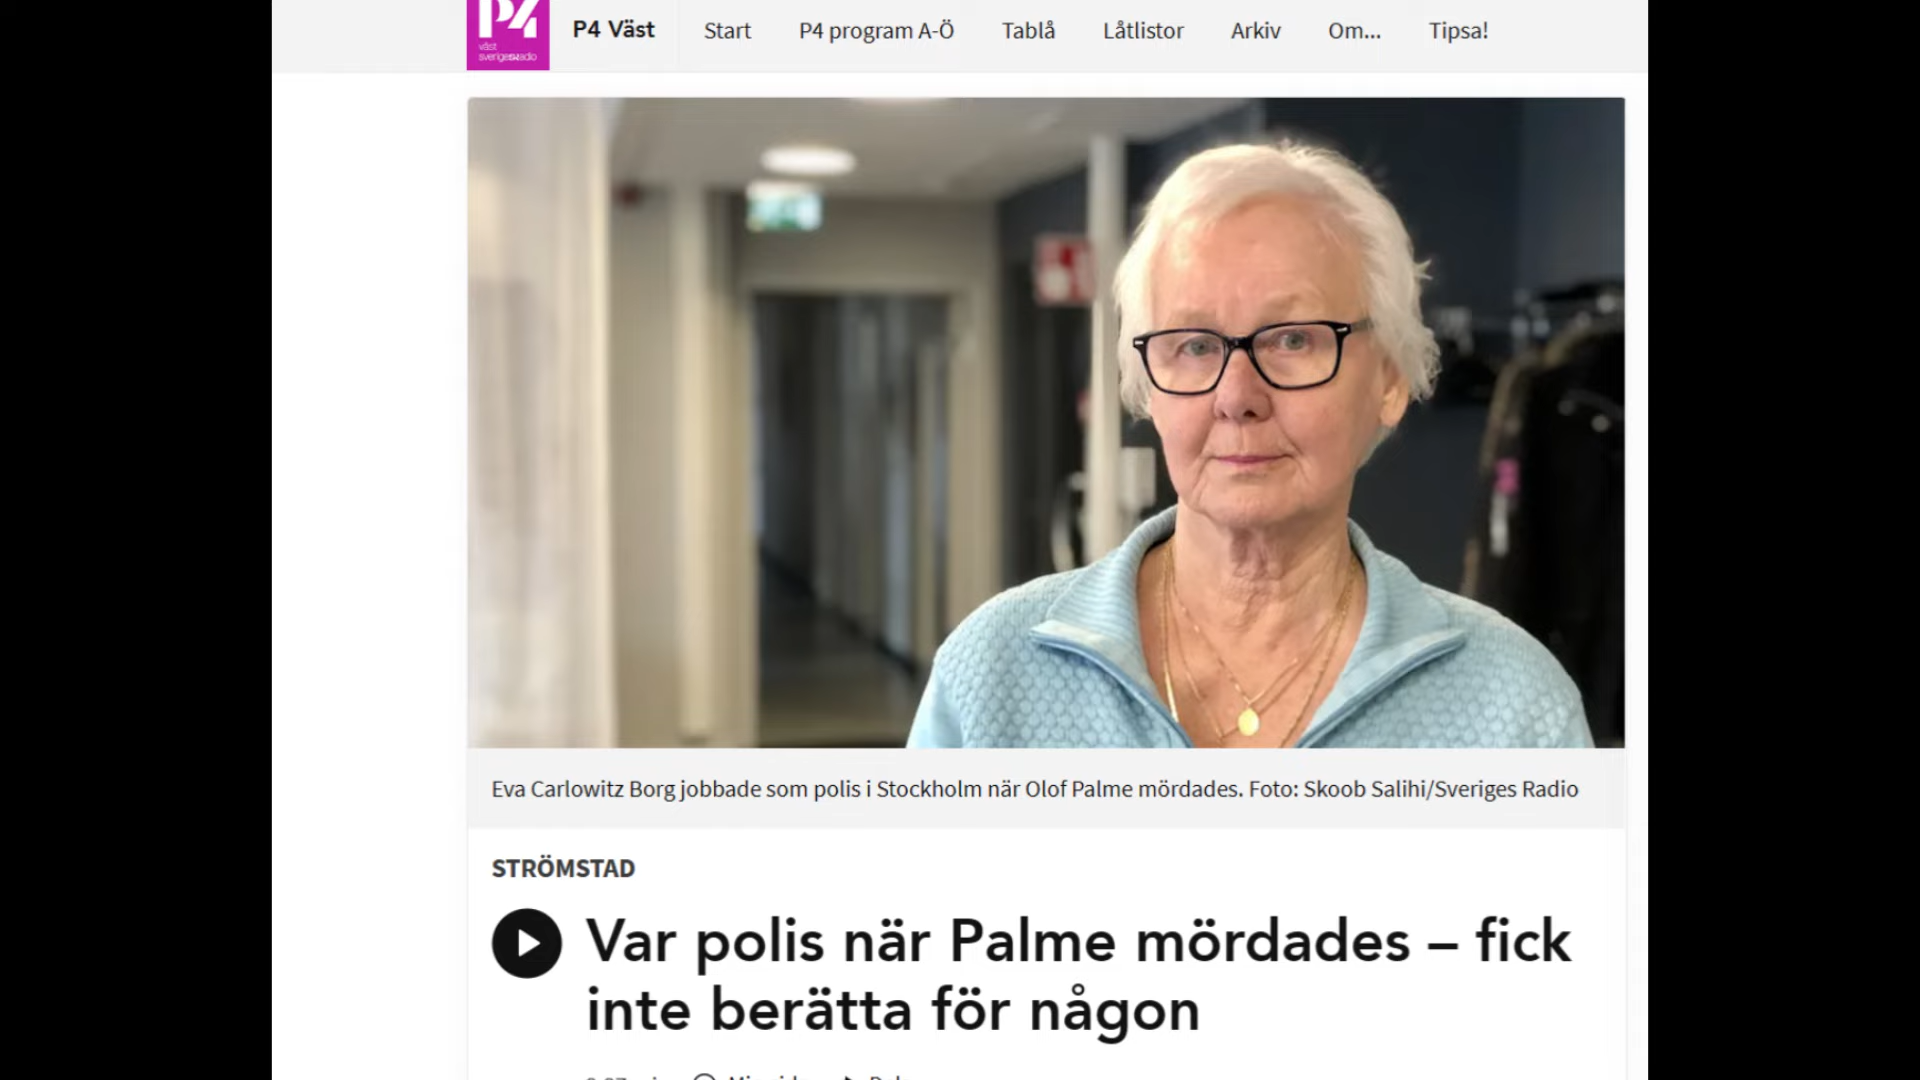 P4
väst
sverigesradio
P4 Väst
Start
P4 program A-Ö
Tablå
Låtlistor
Arkiv
Om...
Tipsa!
Eva Carlowitz Borg jobbade som polis i Stockholm när Olof Palme mördades. Foto: Skoob Salihi/Sveriges Radio
STRÖMSTAD
Var polis när Palme mördades – fick
inte berätta för någon